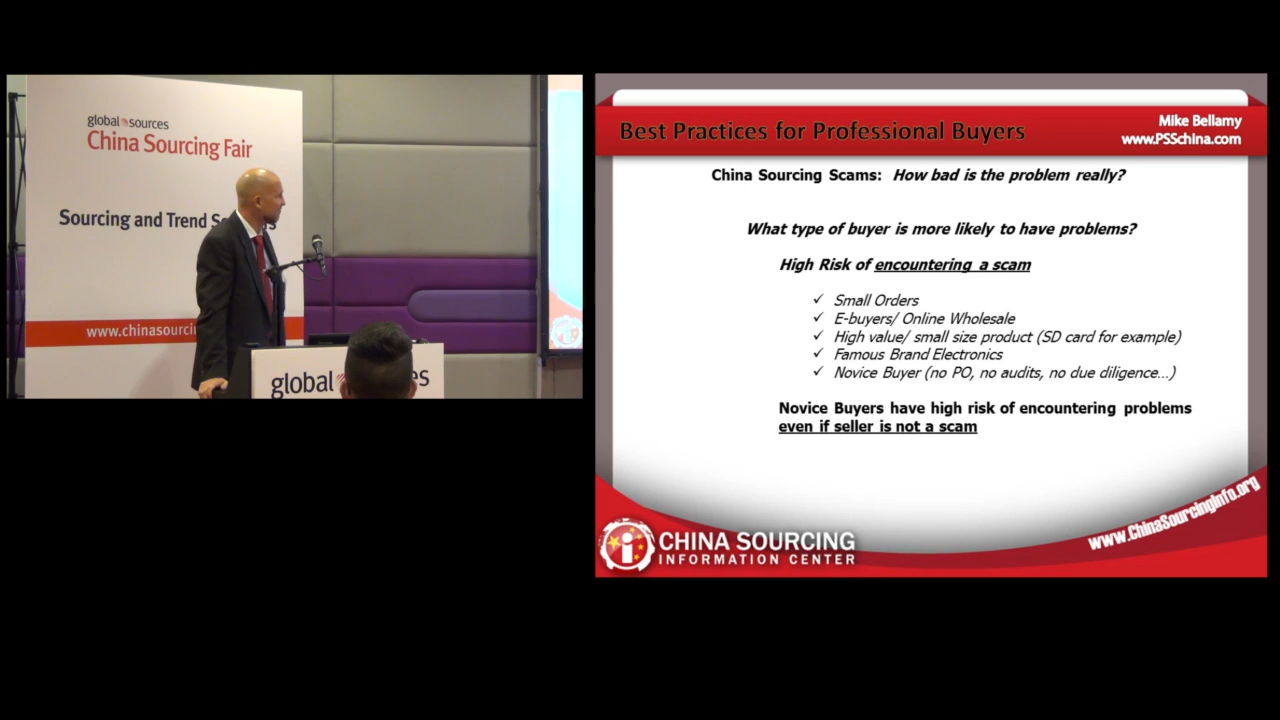 global sources
China Sourcing Fair
Sourcing and Trend S
www.chinasourci
global es
Best Practices for Professional Buyers
Mike Bellamy
www.PSSchina.com
China Sourcing Scams: How bad is the problem really?
What type of buyer is more likely to have problems?
High Risk of encountering a scam
✓ Small Orders
✓ E-buyers/ Online Wholesale
✓ High value/ small size product (SD card for example)
✓ Famous Brand Electronics
✓ Novice Buyer (no PO, no audits, no due diligence...)
Novice Buyers have high risk of encountering problems
even if seller is not a scam
CHINA SOURCING
INFORMATION CENTER
www.ChinaSourcingInfo.org